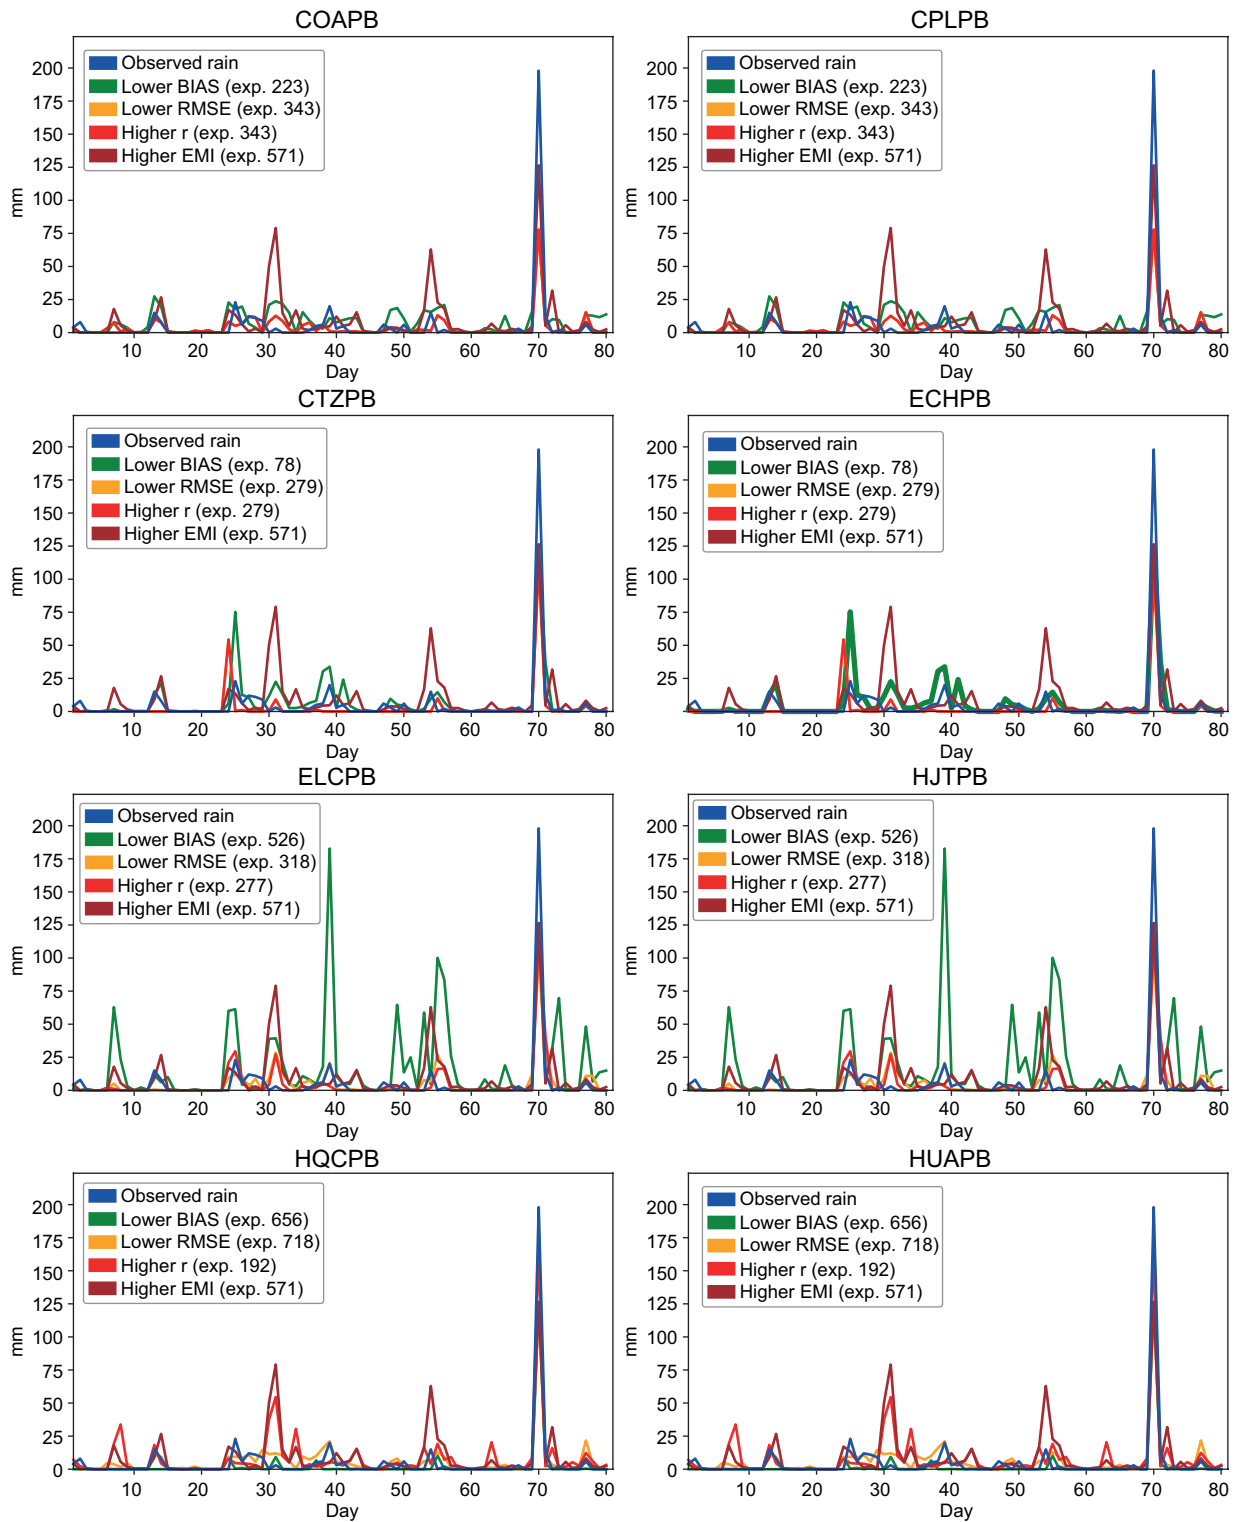 COAPB
Observed rain
Lower BIAS (exp. 223)
Lower RMSE (exp. 343)
Higher r (exp. 343)
Higher EMI (exp. 571)
200
175
150
125
100
75
50
25
0
mm
10 20 30 40 50 60 70 80
Day
CPLPB
Observed rain
Lower BIAS (exp. 223)
Lower RMSE (exp. 343)
Higher r (exp. 343)
Higher EMI (exp. 571)
200
175
150
125
100
75
50
25
0
mm
10 20 30 40 50 60 70 80
Day
CTZPB
Observed rain
Lower BIAS (exp. 78)
Lower RMSE (exp. 279)
Higher r (exp. 279)
Higher EMI (exp. 571)
200
175
150
125
100
75
50
25
0
mm
10 20 30 40 50 60 70 80
Day
ECHPB
Observed rain
Lower BIAS (exp. 78)
Lower RMSE (exp. 279)
Higher r (exp. 279)
Higher EMI (exp. 571)
200
175
150
125
100
75
50
25
0
mm
10 20 30 40 50 60 70 80
Day
ELCPB
Observed rain
Lower BIAS (exp. 526)
Lower RMSE (exp. 318)
Higher r (exp. 277)
Higher EMI (exp. 571)
200
175
150
125
100
75
50
25
0
mm
10 20 30 40 50 60 70 80
Day
HJTPB
Observed rain
Lower BIAS (exp. 526)
Lower RMSE (exp. 318)
Higher r (exp. 277)
Higher EMI (exp. 571)
200
175
150
125
100
75
50
25
0
mm
10 20 30 40 50 60 70 80
Day
HQCPB
Observed rain
Lower BIAS (exp. 656)
Lower RMSE (exp. 718)
Higher r (exp. 192)
Higher EMI (exp. 571)
200
175
150
125
100
75
50
25
0
mm
10 20 30 40 50 60 70 80
Day
HUAPB
Observed rain
Lower BIAS (exp. 656)
Lower RMSE (exp. 718)
Higher r (exp. 192)
Higher EMI (exp. 571)
200
175
150
125
100
75
50
25
0
mm
10 20 30 40 50 60 70 80
Day